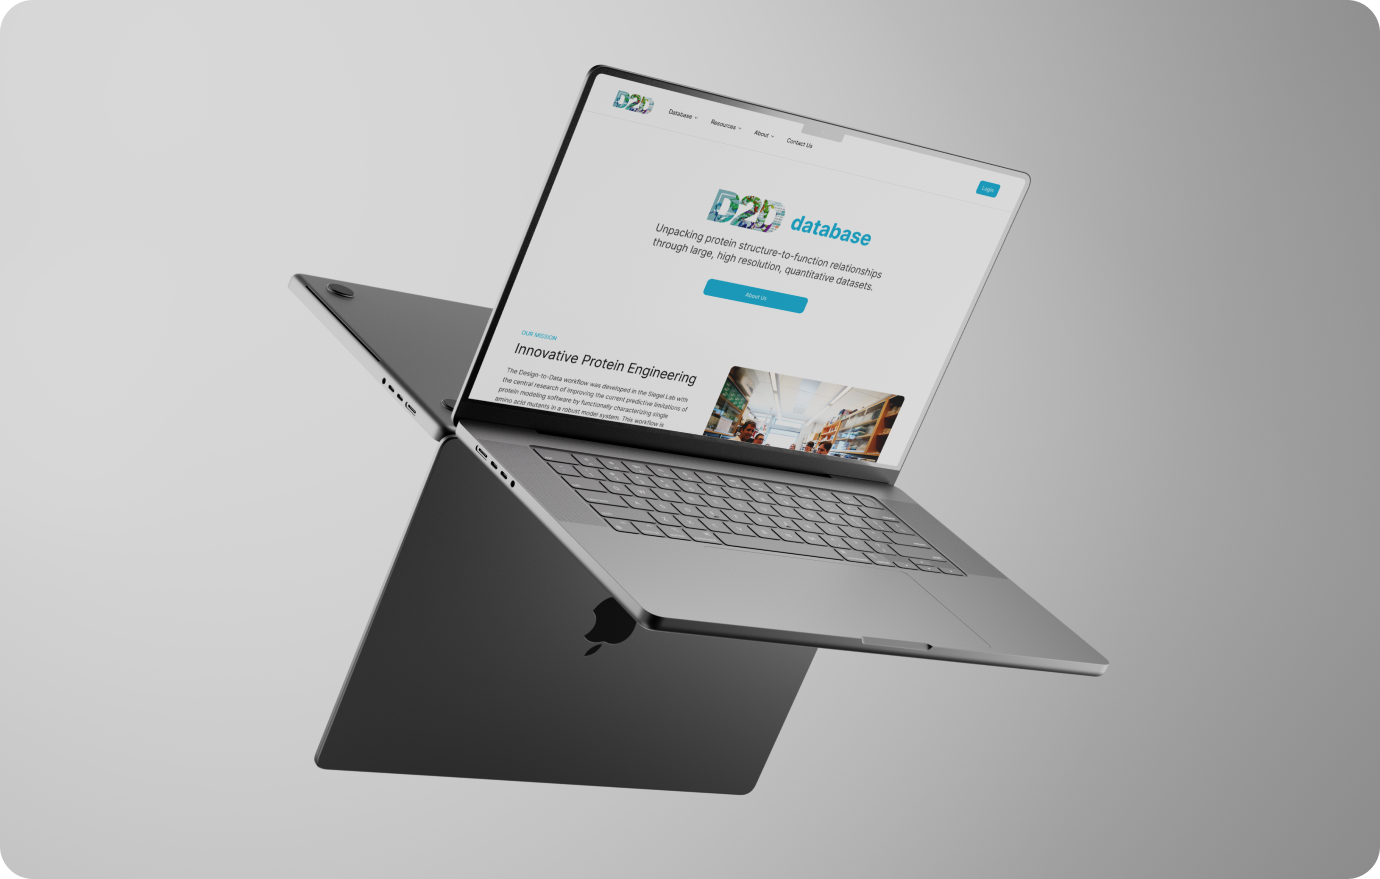 D2D
Database
Resources
About
Contact Us
Login
D2D database
Unpacking protein structure-to-function relationships
through large, high resolution, quantitative datasets.
About Us
OUR MISSION
Innovative Protein Engineering
The Design-to-Data workflow was developed in the Siegel Lab with
the central research of improving the current predictive limitations of
protein modeling software by functionally characterizing single
amino acid mutants in a robust model system. This workflow is